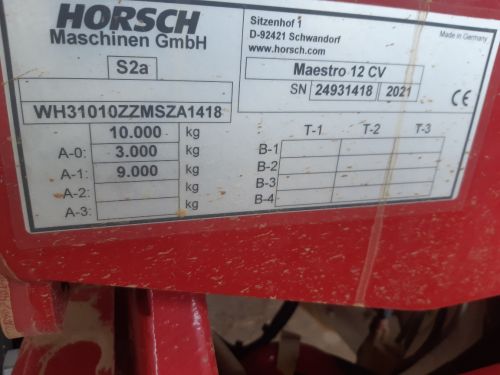 HORSCH
Maschinen GmbH
Sitzenhof 1
D-92421 Schwandorf
www.horsch.com
Made in Germany
S2a
Maestro 12 CV
SN 24931418 2021
CE
WH31010ZZMSZA1418
10.000 kg
A-0: 3.000 kg
A-1: 9.000 kg
A-2: kg
A-3: kg
T-1 T-2 T-3
B-1
B-2
B-3
B-4